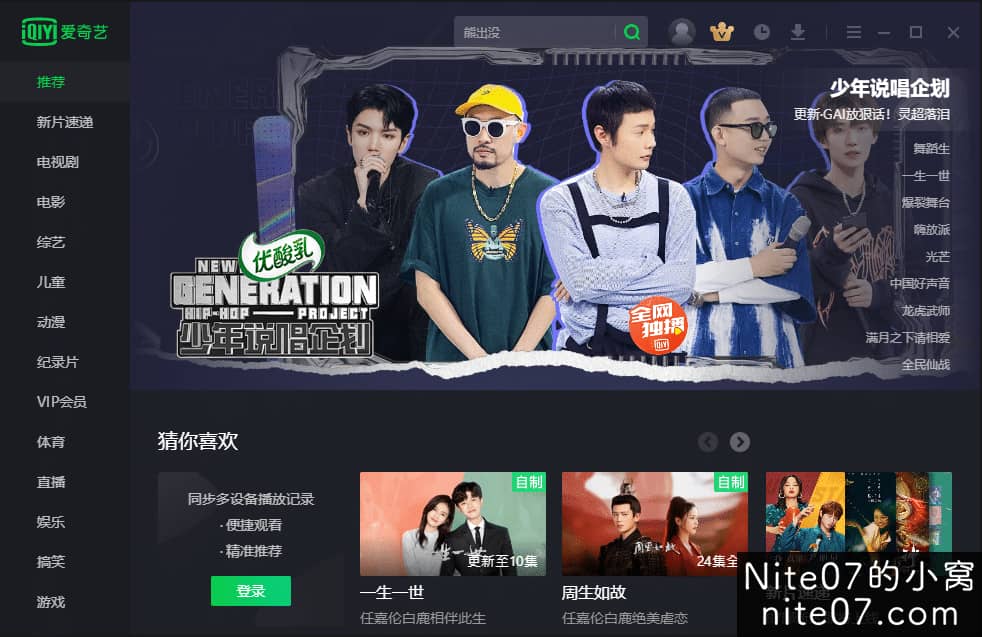 iQIYI 爱奇艺
熊出没
推荐
新片速递
电视剧
电影
综艺
儿童
动漫
纪录片
VIP会员
体育
直播
娱乐
搞笑
游戏
少年说唱企划
更新·GAI放狠话！灵超落泪
舞蹈生
一生一世
爆裂舞台
嗨放派
光芒
中国好声音
龙虎武师
满月之下请相爱
全民仙战
优酸乳
NEW
GENERATION
HIP-HOP PROJECT
少年说唱企划
全网
独播
iQIYI
猜你喜欢
同步多设备播放记录
· 便捷观看
· 精准推荐
登录
自制
更新至10集
一生一世
任嘉伦白鹿相伴此生
自制
周生如故
24集全
周生如故
任嘉伦白鹿绝美虐恋
新片速递
Nite07的小窝
nite07.com